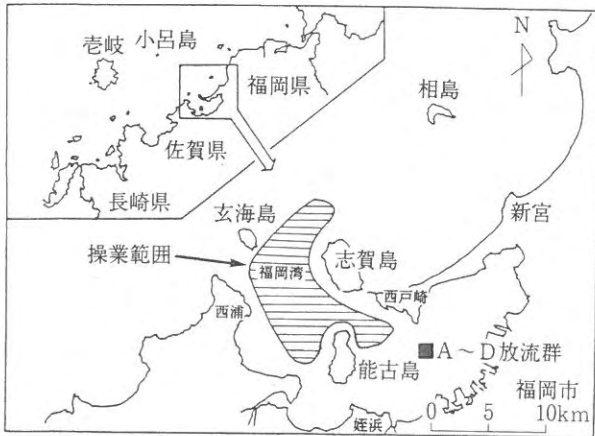 壱岐
小呂島
福岡県
佐賀県
長崎県
N
相島
新宮
玄海島
操業範囲
福岡湾
志賀島
西戸崎
西浦
■A～D放流群
能古島
福岡市
姪浜
0 5 10km